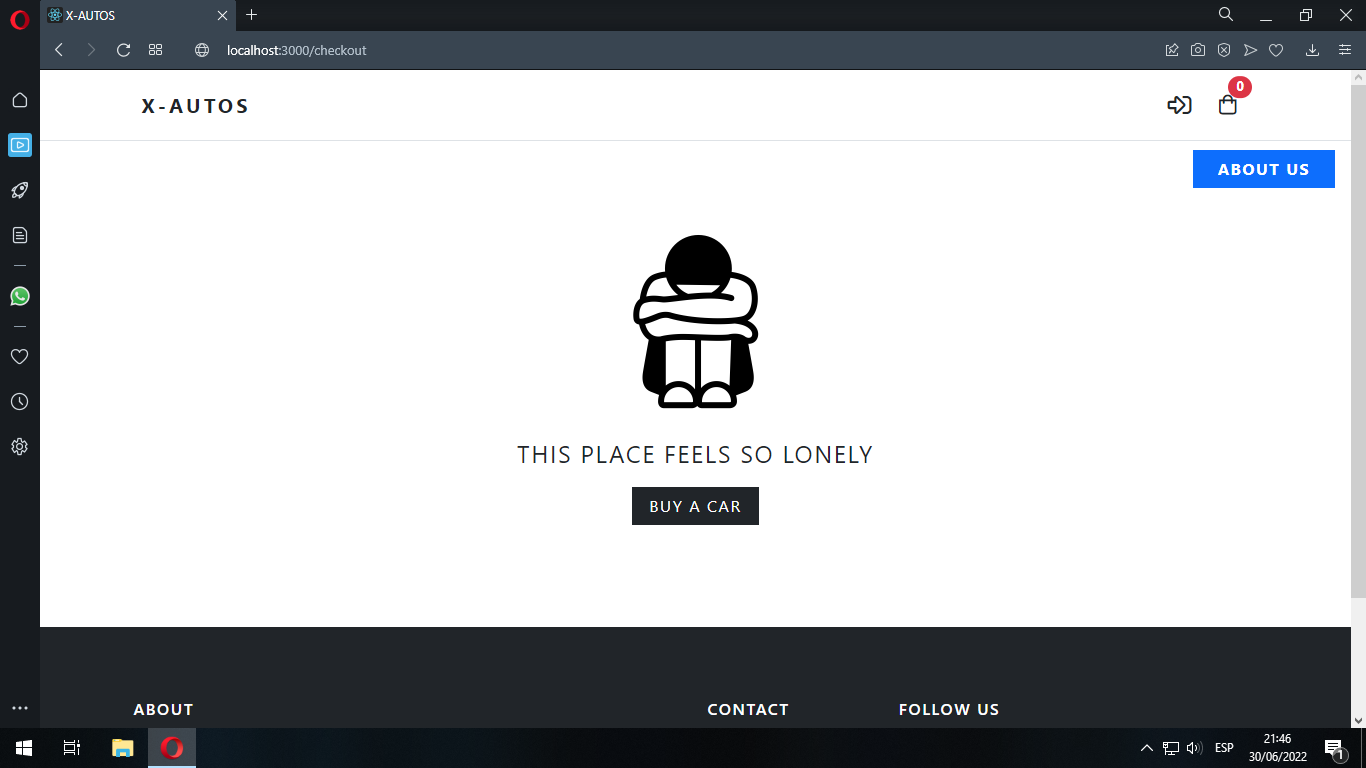 X-AUTOS
localhost:3000/checkout
X-AUTOS
0
ABOUT US
THIS PLACE FEELS SO LONELY
BUY A CAR
ABOUT
CONTACT
FOLLOW US
ESP
21:46
30/06/2022
1